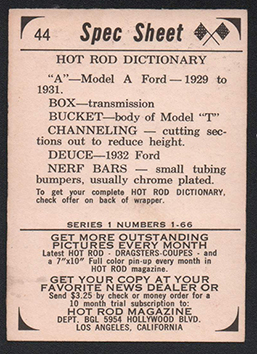 44
Spec Sheet
HOT ROD DICTIONARY
"A"—Model A Ford—1929 to
1931.
BOX—transmission
BUCKET—body of Model "T"
CHANNELING — cutting sec-
tions out to reduce height.
DEUCE—1932 Ford
NERF BARS — small tubing
bumpers, usually chrome plated.
To get your complete HOT ROD DICTIONARY,
check offer on back of wrapper.
SERIES 1 NUMBERS 1-66
GET MORE OUTSTANDING
PICTURES EVERY MONTH
Latest HOT ROD - DRAGSTERS-COUPES - and
a 7"x10" Full color pin-up every month in
HOT ROD magazine.
GET YOUR COPY AT YOUR
FAVORITE NEWS DEALER OR
Send $3.25 by check or money order for a
10 month trial subscription to:
HOT ROD MAGAZINE
DEPT. BGL 5954 HOLLYWOOD BLVD.
LOS ANGELES, CALIFORNIA